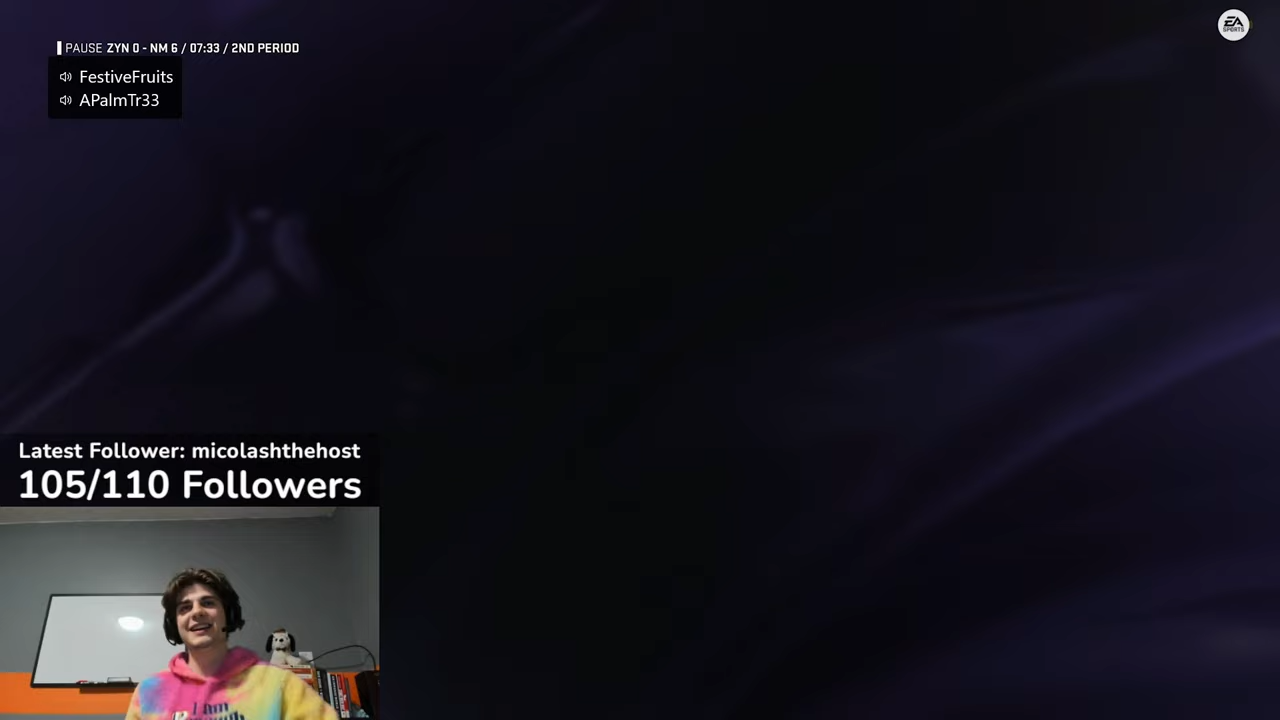 PAUSE ZYN 0 - NM 6 / 07:33 / 2ND PERIOD
EA
SPORTS
FestiveFruits
APalmTr33
Latest Follower: micolashthehost
105/110 Followers
I am